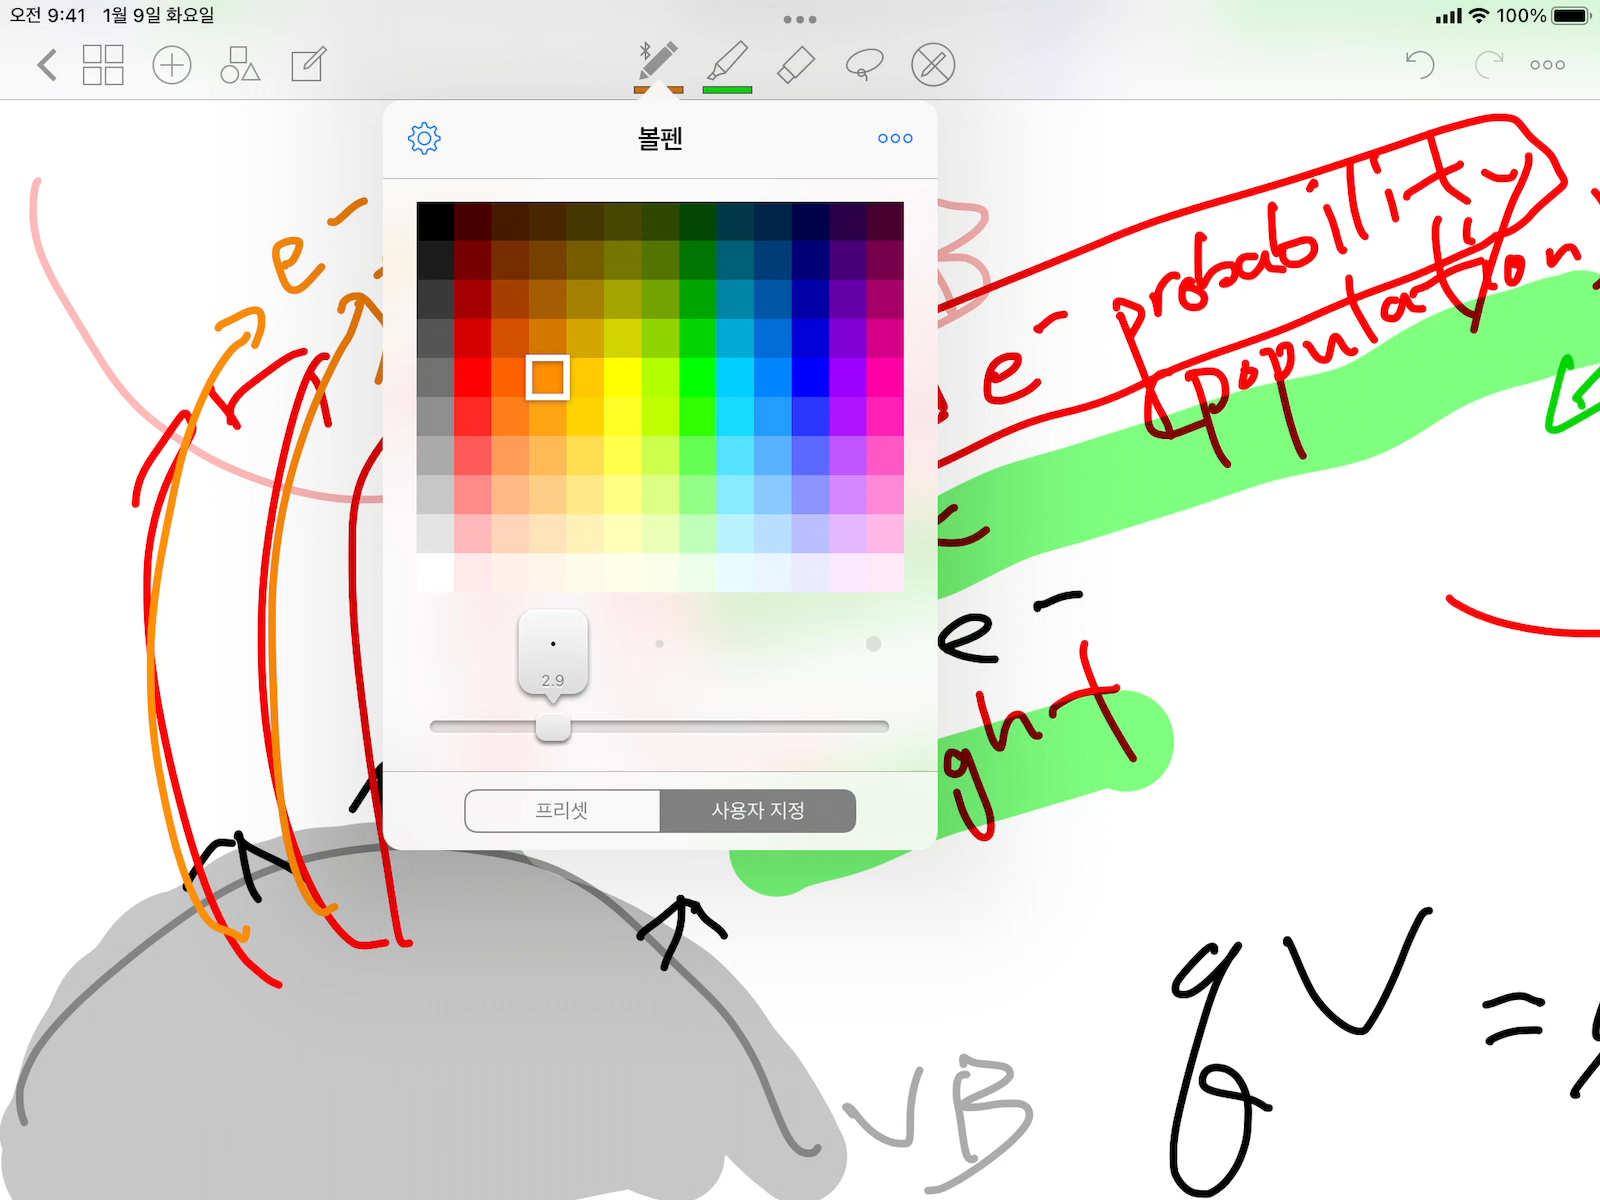 오전 9:41 1월 9일 화요일
100%
볼펜
e⁻
e⁻ probability
population
2.9
e⁻
ght
프리셋 사용자 지정
qV =
VB